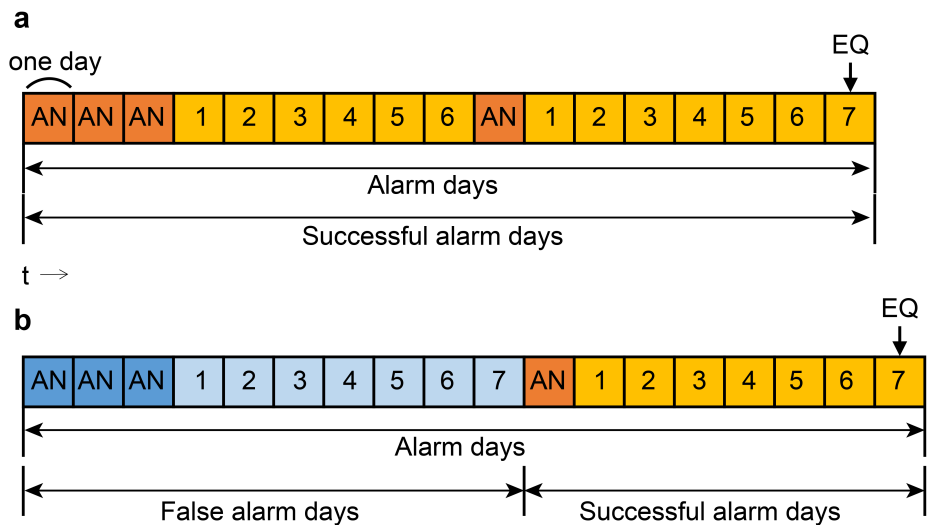 a
EQ
one day
AN AN AN 1 2 3 4 5 6 AN 1 2 3 4 5 6 7
Alarm days
Successful alarm days
t →
b
EQ
AN AN AN 1 2 3 4 5 6 7 AN 1 2 3 4 5 6 7
Alarm days
False alarm days Successful alarm days